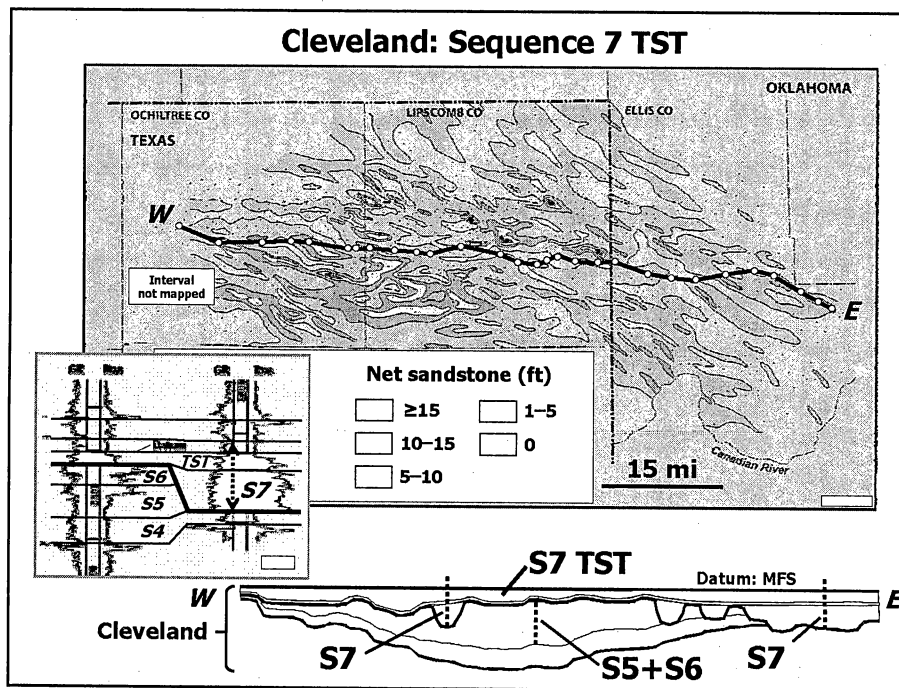 Cleveland: Sequence 7 TST
OKLAHOMA
OCHILTREE CO
LIPSCOMB CO
ELLIS CO
TEXAS
W
E
Interval
not mapped
Net sandstone (ft)
≥15
1–5
10–15
0
5–10
15 mi
Canadian River
GR
GR
Datum
TST
S6
S7
S5
S4
S7 TST
Datum: MFS
W
E
Cleveland
S7
S5+S6
S7